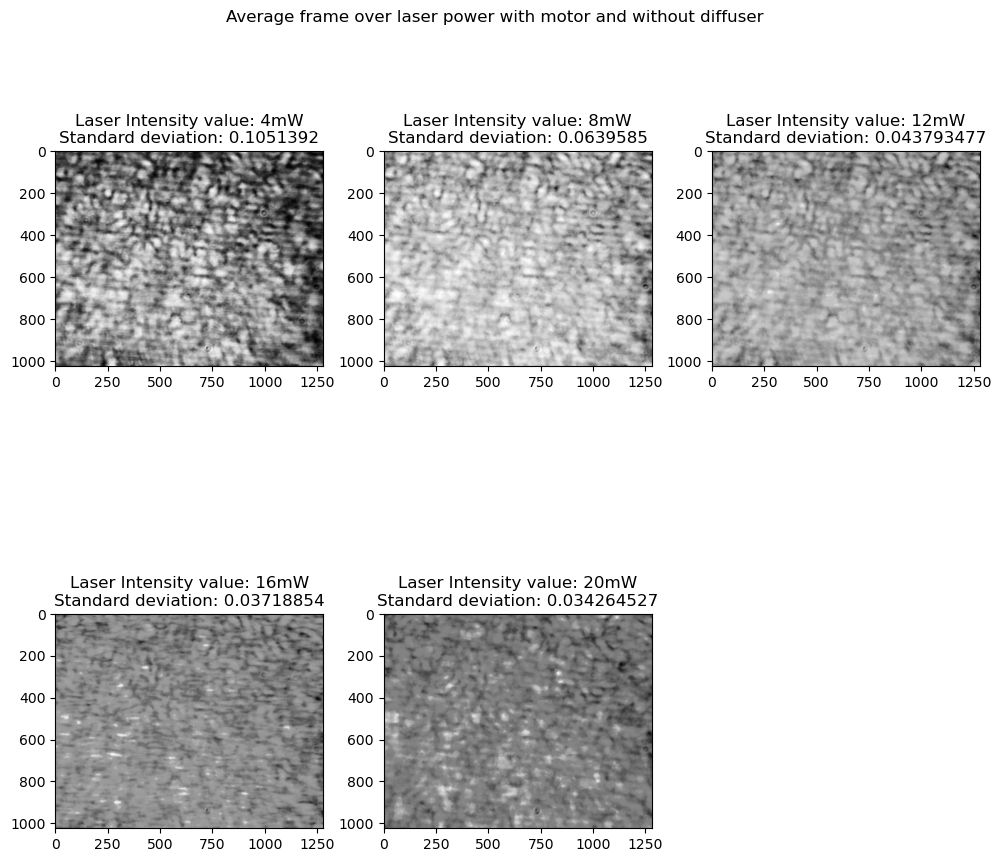 Average frame over laser power with motor and without diffuser
Laser Intensity value: 4mW
Standard deviation: 0.1051392
0
200
400
600
800
1000
0 250 500 750 1000 1250
Laser Intensity value: 8mW
Standard deviation: 0.0639585
0
200
400
600
800
1000
0 250 500 750 1000 1250
Laser Intensity value: 12mW
Standard deviation: 0.043793477
0
200
400
600
800
1000
0 250 500 750 1000 1250
Laser Intensity value: 16mW
Standard deviation: 0.03718854
0
200
400
600
800
1000
0 250 500 750 1000 1250
Laser Intensity value: 20mW
Standard deviation: 0.034264527
0
200
400
600
800
1000
0 250 500 750 1000 1250